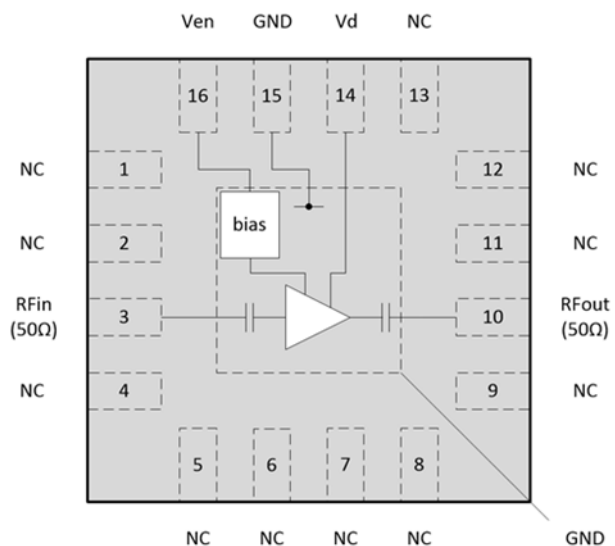 Ven GND Vd NC
16 15 14 13
NC 1 12 NC
bias
NC 2 11 NC
RFin
(50Ω) 3 10 RFout
(50Ω)
NC 4 9 NC
5 6 7 8
NC NC NC NC GND